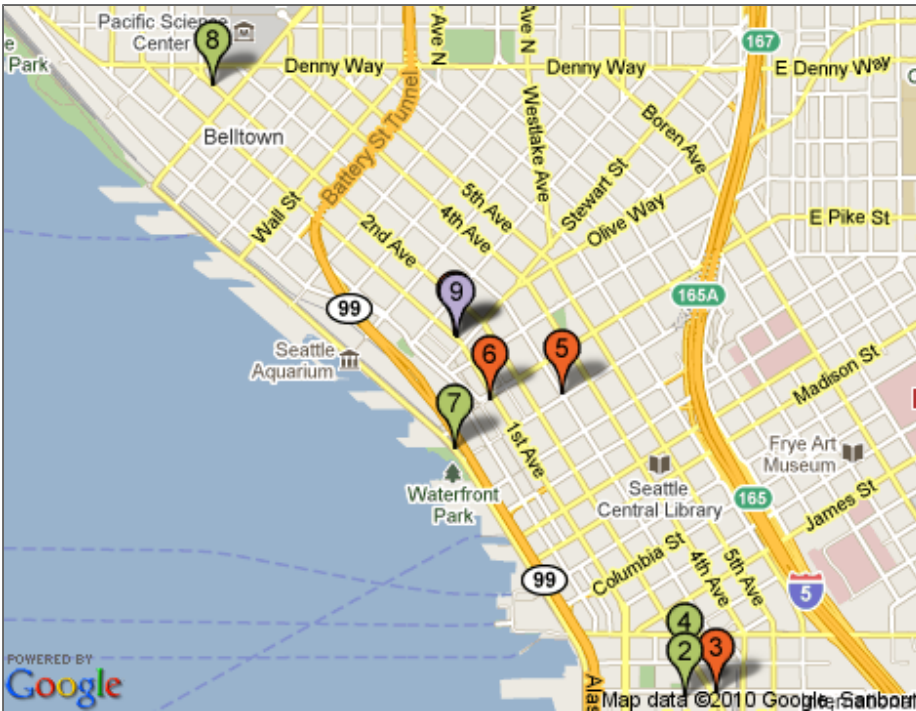 Pacific Science
Center
8
Ave N
Ave N
167
e
Park
Denny Way
Denny Way
E Denny Way
C
Belltown
Battery St Tunnel
Westlake Ave
Boren Ave
Wall St
5th Ave
4th Ave
Stewart St
Olive Way
E Pike St
2nd Ave
9
99
165A
Seattle
Aquarium
6
5
7
Madison St
1st Ave
Frye Art
Museum
Waterfront
Park
Seattle
Central Library
165
James St
Columbia St
4th Ave
5th Ave
99
5
4
2
3
POWERED BY
Google
Alas
Map data ©2010 Google, Sanborn
International